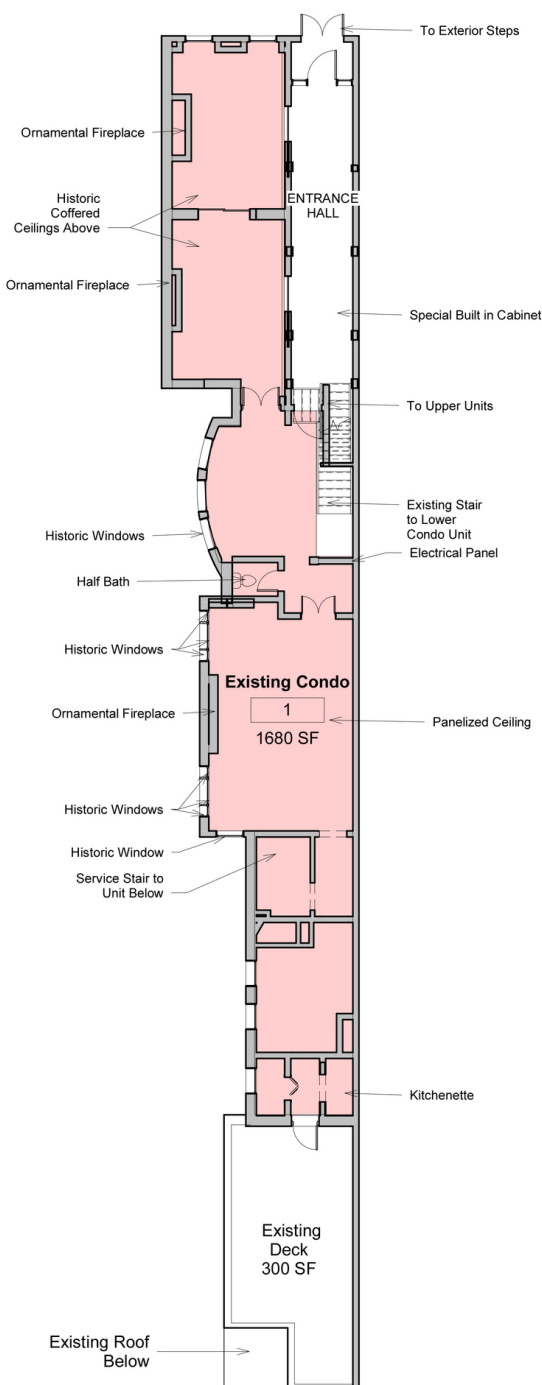 To Exterior Steps
Ornamental Fireplace
Historic
Coffered
Ceilings Above
ENTRANCE
HALL
Ornamental Fireplace
Special Built in Cabinet
To Upper Units
Existing Stair
to Lower
Condo Unit
Historic Windows
Electrical Panel
Half Bath
Historic Windows
Existing Condo
1
1680 SF
Ornamental Fireplace
Panelized Ceiling
Historic Windows
Historic Window
Service Stair to
Unit Below
Kitchenette
Existing
Deck
300 SF
Existing Roof
Below